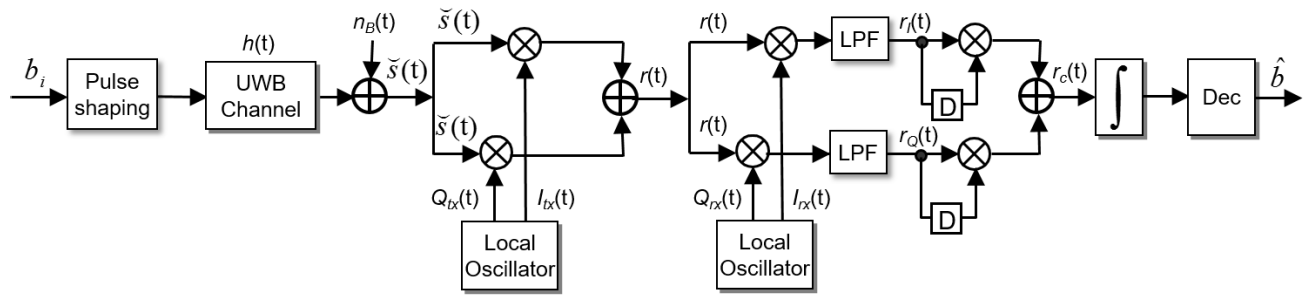 b_i
Pulse shaping
h(t)
UWB Channel
n_B(t)
š(t)
š(t)
š(t)
Q_tx(t)
I_tx(t)
Local Oscillator
r(t)
r(t)
r(t)
Q_rx(t)
I_rx(t)
Local Oscillator
LPF
r_I(t)
D
LPF
r_Q(t)
D
r_c(t)
∫
Dec
b̂